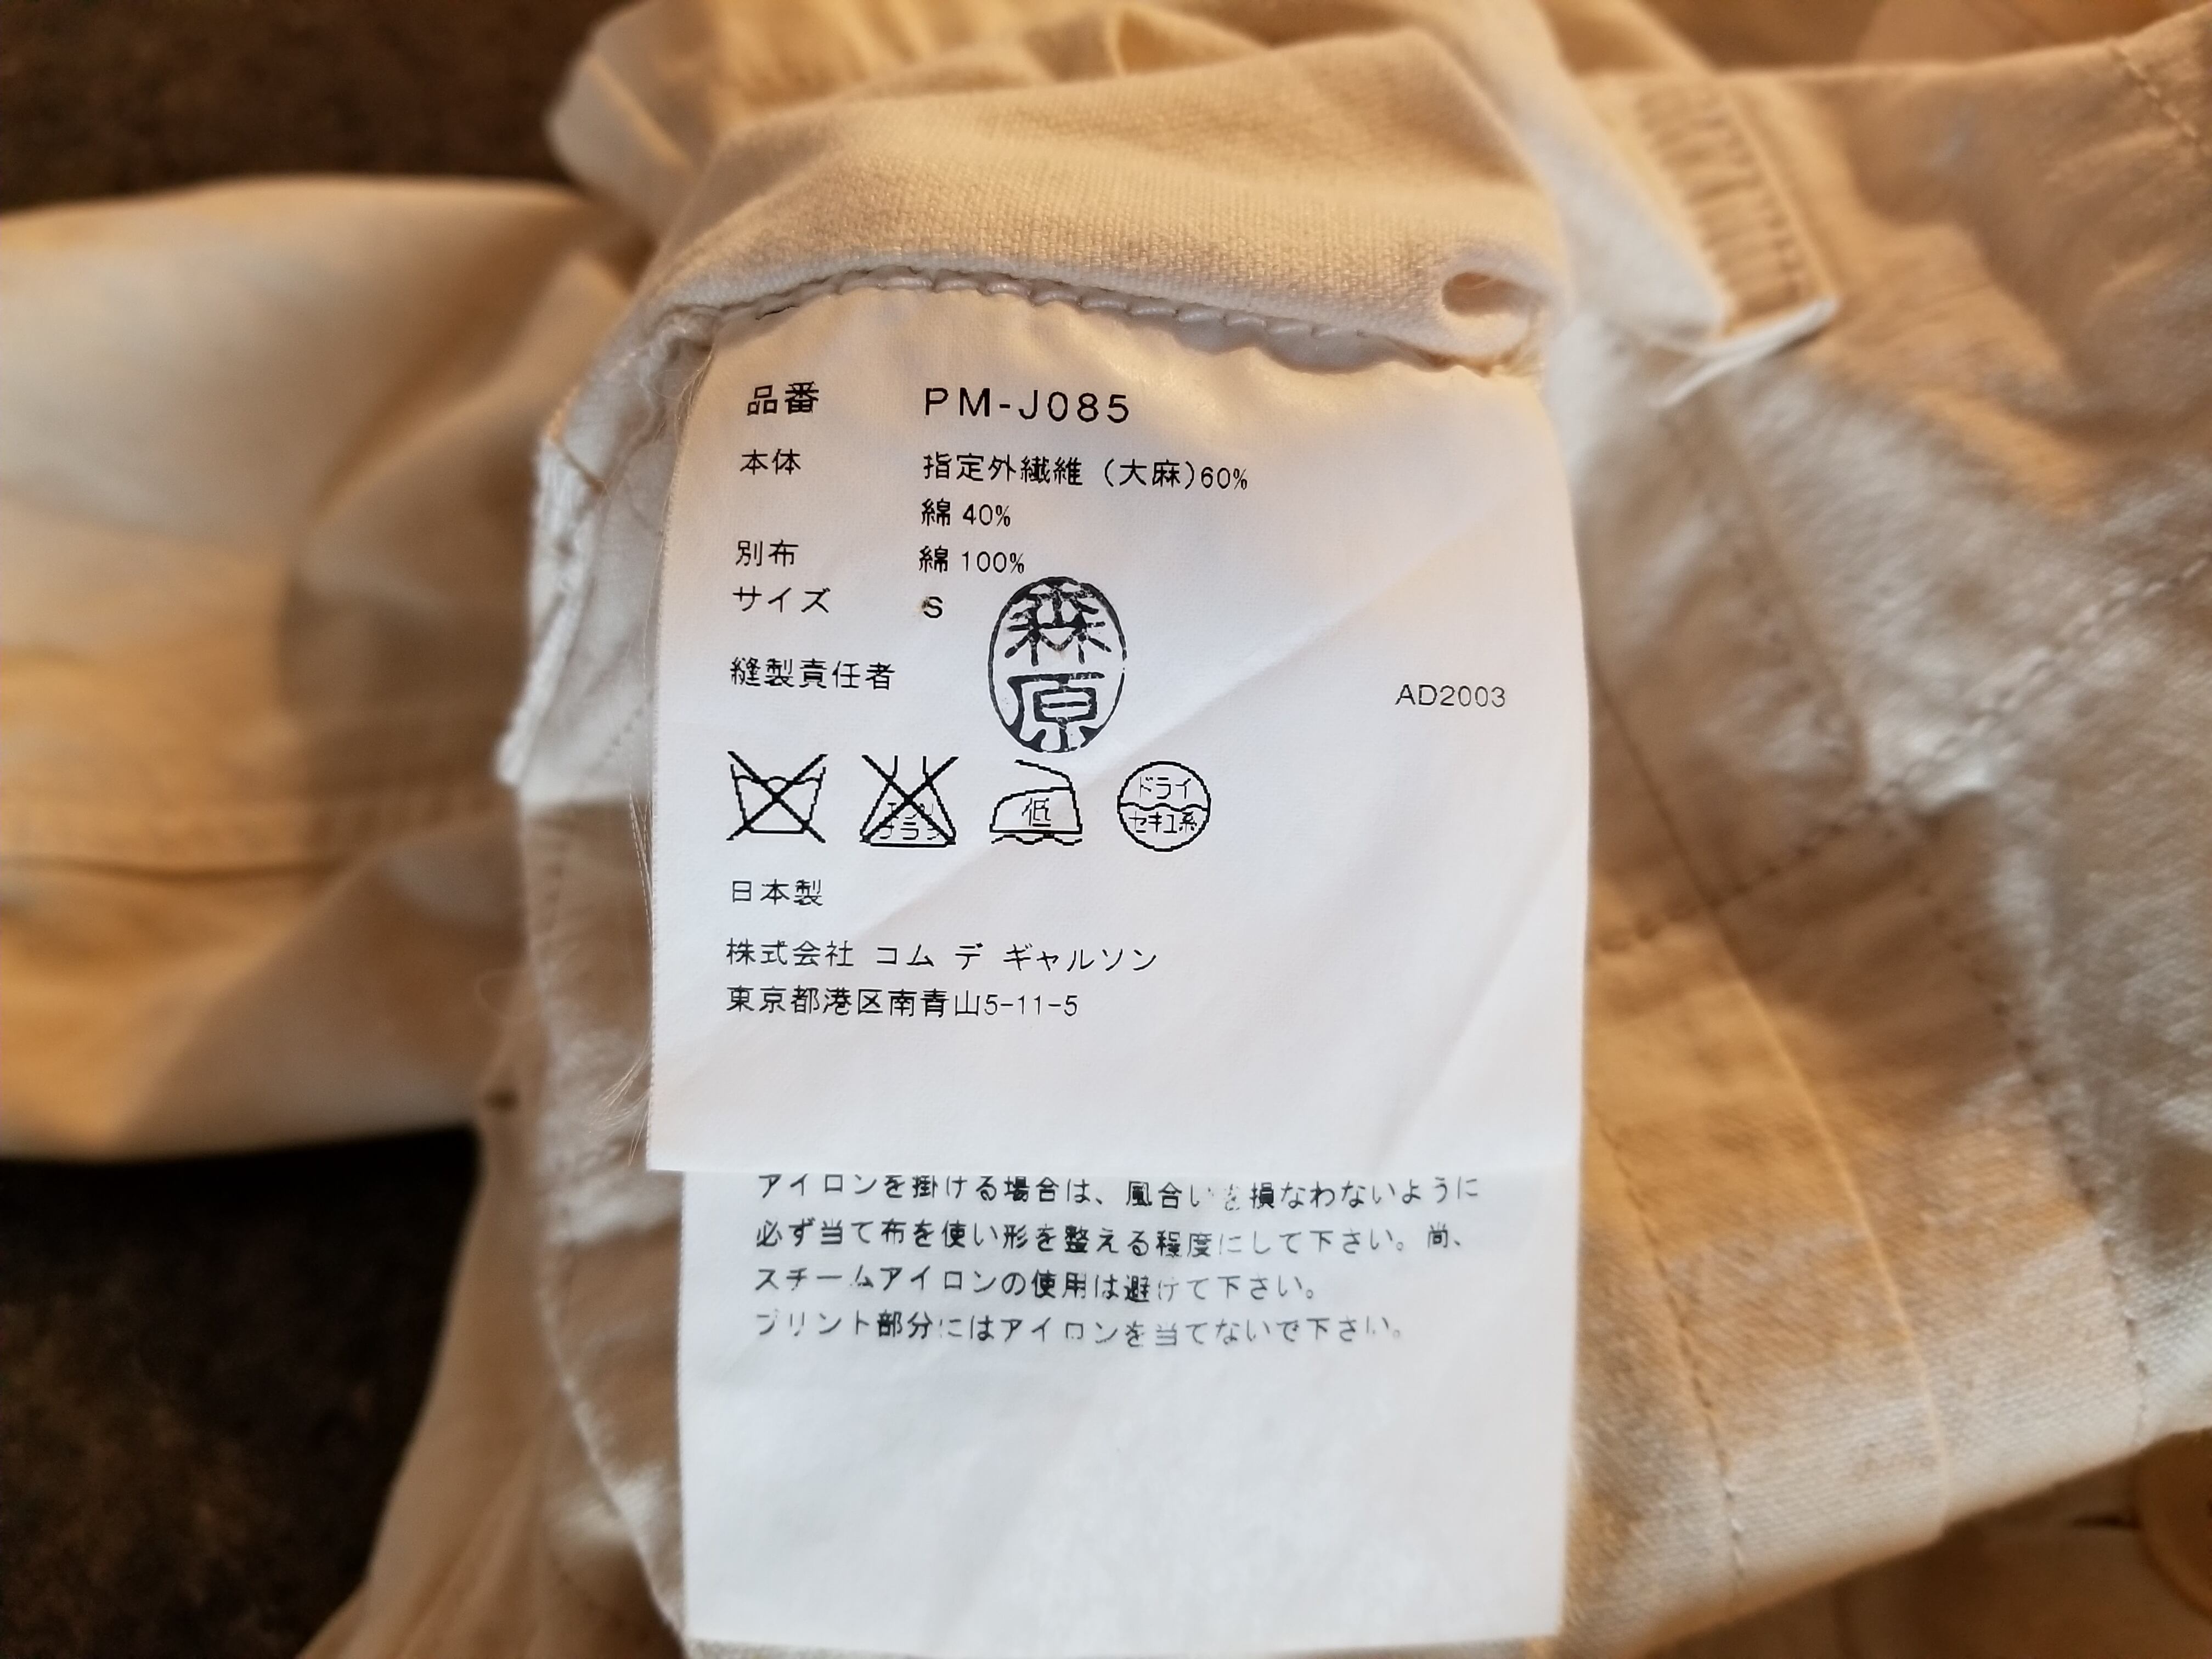 品番 PM-J085
本体 指定外繊維 (大麻)60%
綿 40%
別布 綿 100%
サイズ S
森原
縫製責任者
AD2003
低
ドライ
セキユ系
日本製
株式会社 コム デ ギャルソン
東京都港区南青山5-11-5
アイロンを掛ける場合は、風合いを損なわないように
必ず当て布を使い形を整える程度にして下さい。尚、
スチームアイロンの使用は避けて下さい。
プリント部分にはアイロンを当てないで下さい。